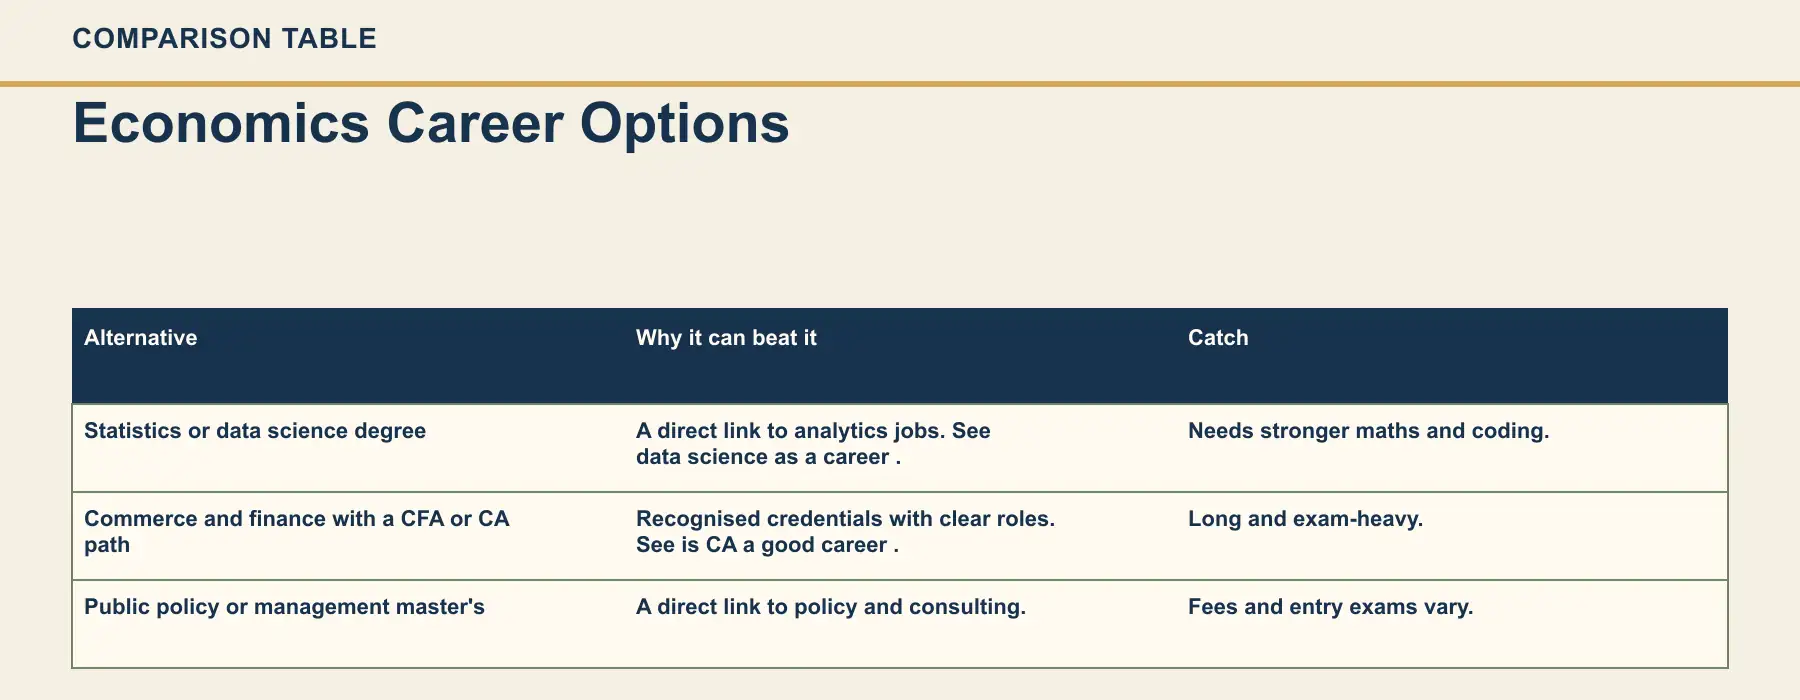 COMPARISON TABLE
Economics Career Options
Alternative
Why it can beat it
Catch
Statistics or data science degree
A direct link to analytics jobs. See
data science as a career .
Needs stronger maths and coding.
Commerce and finance with a CFA or CA
path
Recognised credentials with clear roles.
See is CA a good career .
Long and exam-heavy.
Public policy or management master's
A direct link to policy and consulting.
Fees and entry exams vary.